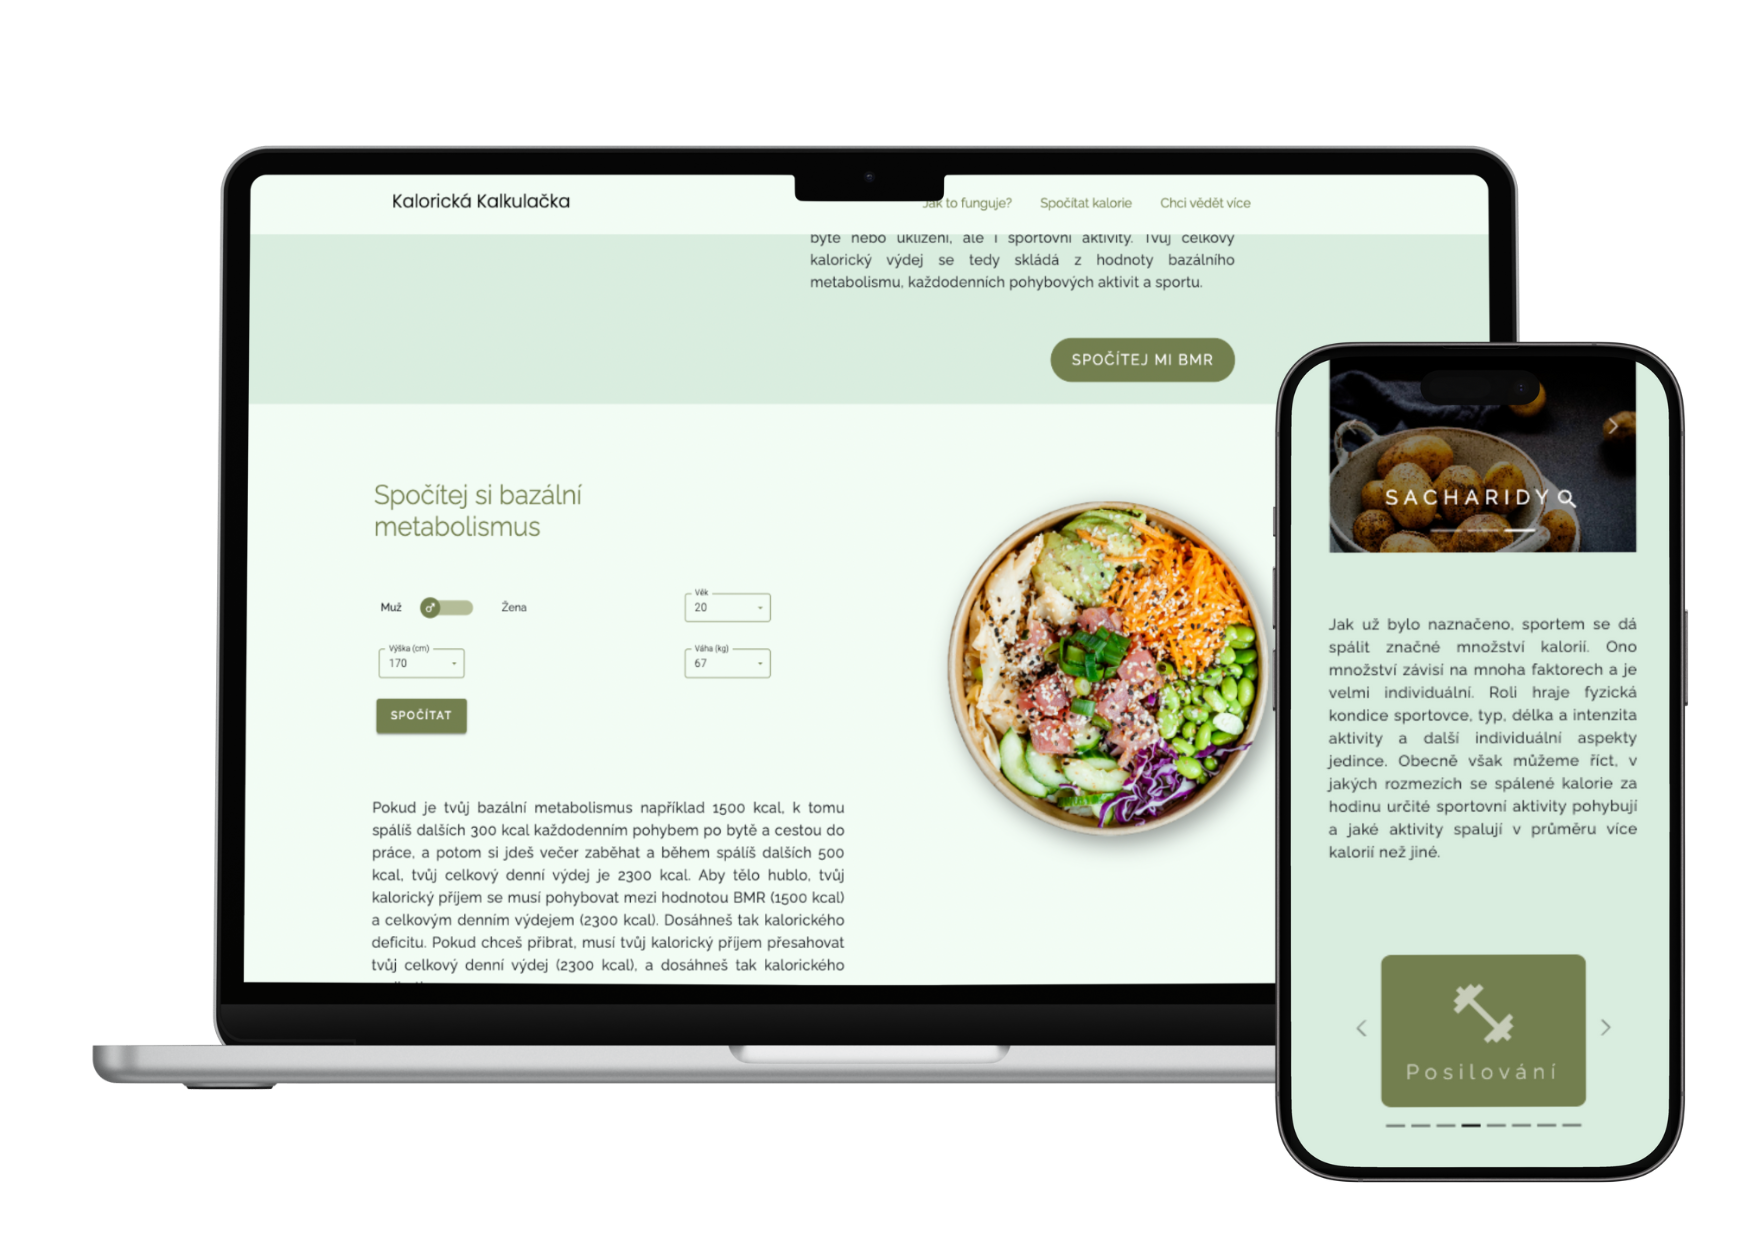 Kalorická Kalkulačka
Jak to funguje?
Spočítat kalorie
Chci vědět více
bytě nebo uklízení, ale i sportovní aktivity. Tvůj celkový
kalorický výdej se tedy skládá z hodnoty bazálního
metabolismu, každodenních pohybových aktivit a sportu.
SPOČÍTEJ MI BMR
Spočítej si bazální
metabolismus
Muž
Žena
Věk
20
Výška (cm)
170
Váha (kg)
67
SPOČÍTAT
Pokud je tvůj bazální metabolismus například 1500 kcal, k tomu
spálíš dalších 300 kcal každodenním pohybem po bytě a cestou do
práce, a potom si jdeš večer zaběhat a během spálíš dalších 500
kcal, tvůj celkový denní výdej je 2300 kcal. Aby tělo hublo, tvůj
kalorický příjem se musí pohybovat mezi hodnotou BMR (1500 kcal)
a celkovým denním výdejem (2300 kcal). Dosáhneš tak kalorického
deficitu. Pokud chceš přibrat, musí tvůj kalorický příjem přesahovat
tvůj celkový denní výdej (2300 kcal), a dosáhneš tak kalorického
SACHARIDY
Jak už bylo naznačeno, sportem se dá
spálit značné množství kalorií. Ono
množství závisí na mnoha faktorech a je
velmi individuální. Roli hraje fyzická
kondice sportovce, typ, délka a intenzita
aktivity a další individuální aspekty
jedince. Obecně však můžeme říct, v
jakých rozmezích se spálené kalorie za
hodinu určité sportovní aktivity pohybují
a jaké aktivity spalují v průměru více
kalorií než jiné.
Posilování